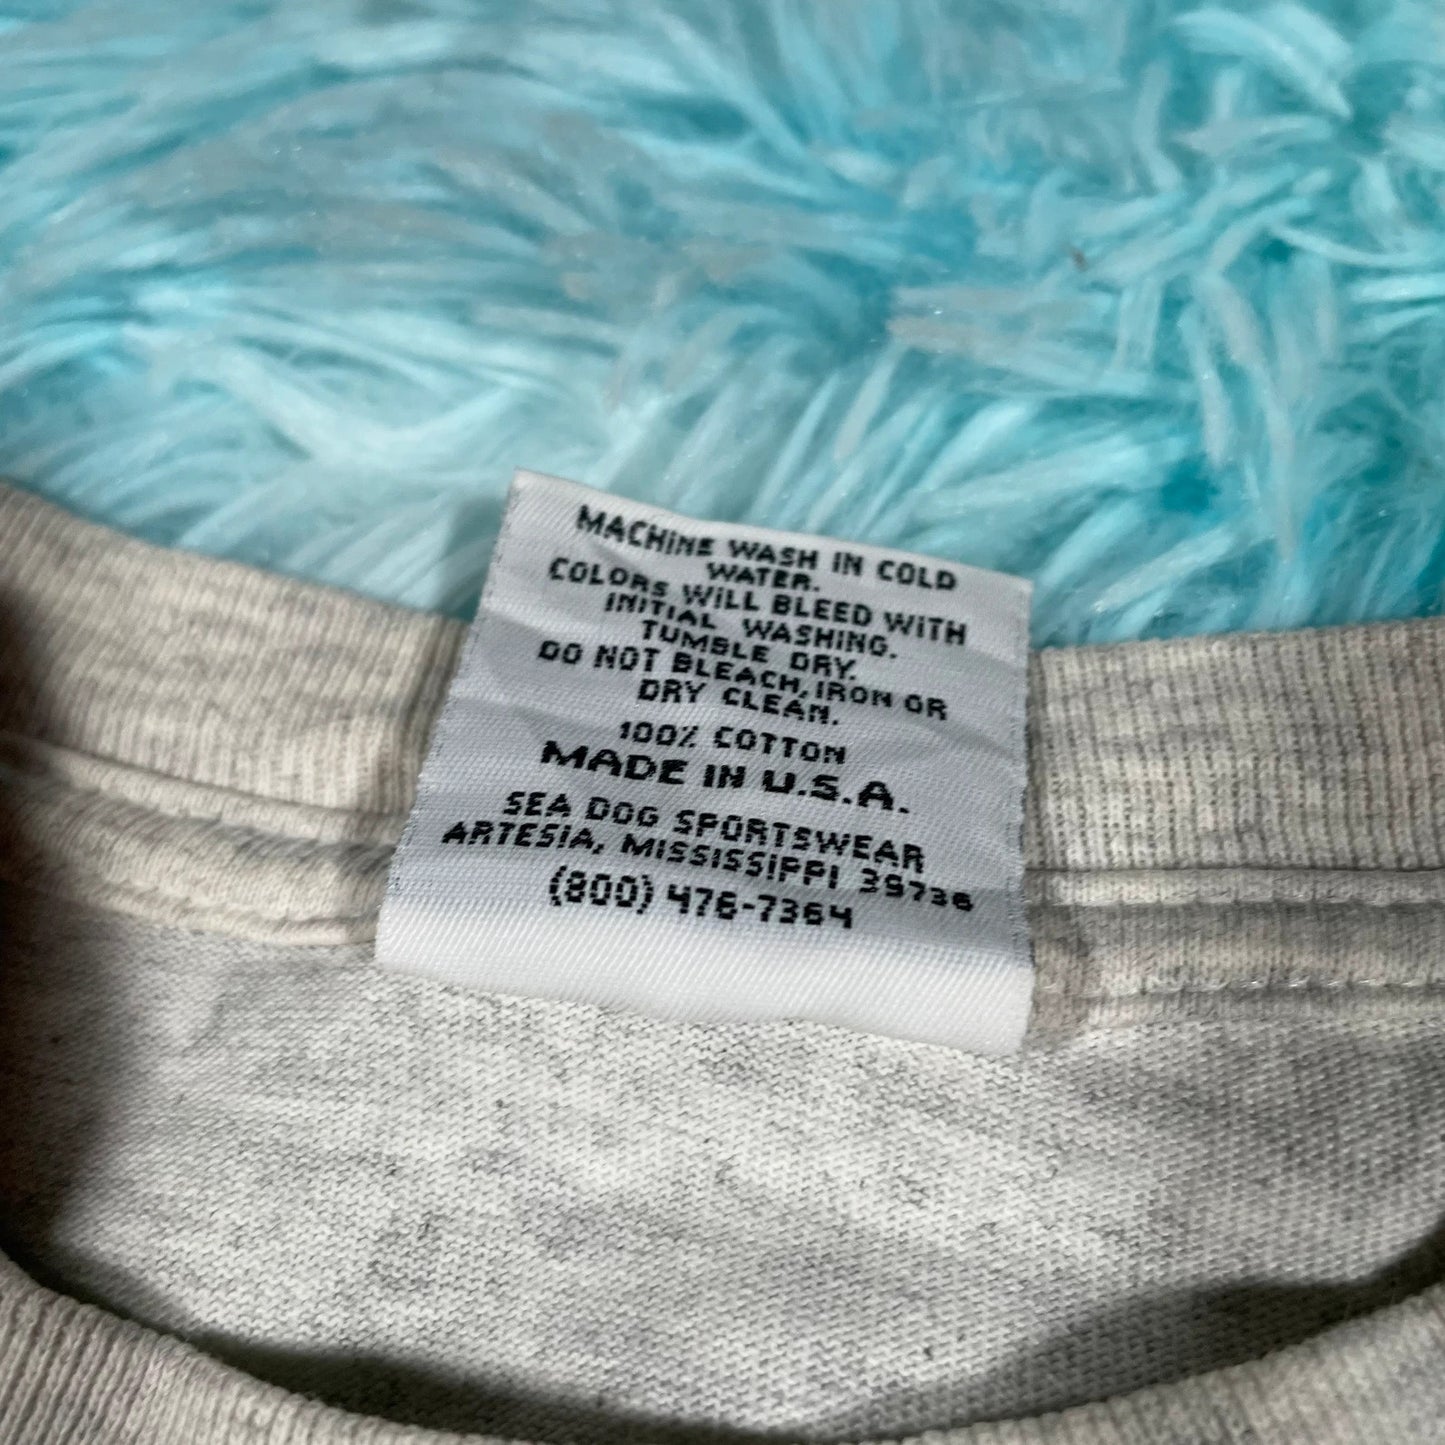 MACHINE WASH IN COLD
WATER.
COLORS WILL BLEED WITH
INITIAL WASHING.
TUMBLE DRY.
DO NOT BLEACH, IRON OR
DRY CLEAN.
100% COTTON
MADE IN U.S.A.
SEA DOG SPORTSWEAR
ARTESIA, MISSISSIPPI 39736
(800) 476-7364